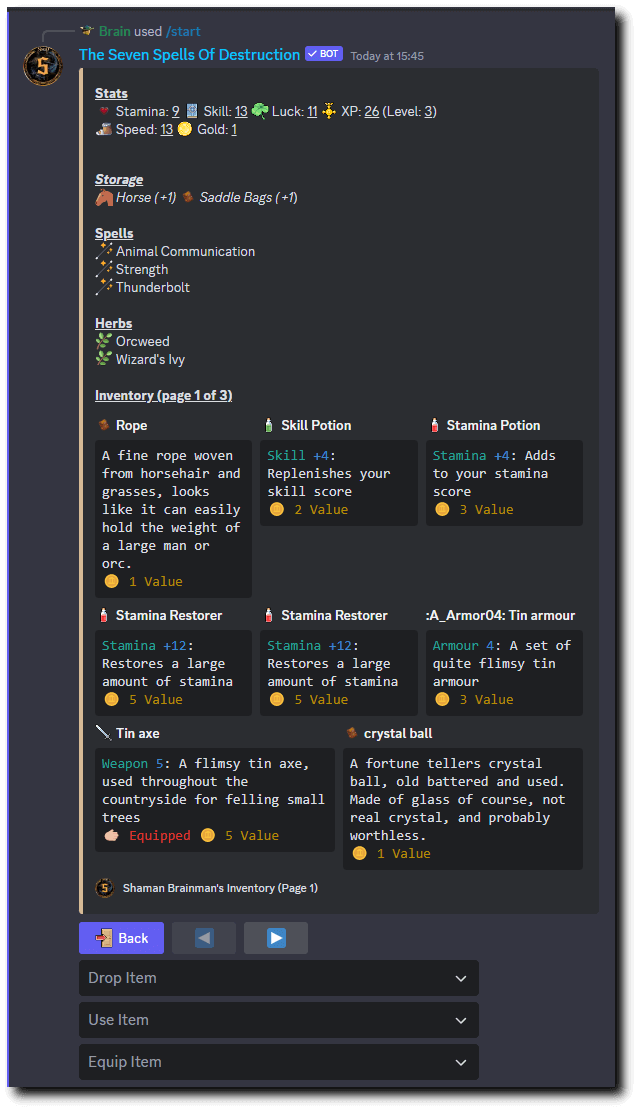 Brain used /start
The Seven Spells Of Destruction ✓ BOT Today at 15:45
Stats
Stamina: 9 Skill: 13 Luck: 11 XP: 26 (Level: 3)
Speed: 13 Gold: 1
Storage
Horse (+1) Saddle Bags (+1)
Spells
Animal Communication
Strength
Thunderbolt
Herbs
Orcweed
Wizard's Ivy
Inventory (page 1 of 3)
Rope
A fine rope woven
from horsehair and
grasses, looks
like it can easily
hold the weight of
a large man or
orc.
1 Value
Skill Potion
Skill +4:
Replenishes your
skill score
2 Value
Stamina Potion
Stamina +4: Adds
to your stamina
score
3 Value
Stamina Restorer
Stamina +12:
Restores a large
amount of stamina
5 Value
Stamina Restorer
Stamina +12:
Restores a large
amount of stamina
5 Value
:A_Armor04: Tin armour
Armour 4: A set of
quite flimsy tin
armour
3 Value
Tin axe
Weapon 5: A flimsy tin axe,
used throughout the
countryside for felling small
trees
Equipped 5 Value
crystal ball
A fortune tellers crystal
ball, old battered and used.
Made of glass of course, not
real crystal, and probably
worthless.
1 Value
Shaman Brainman's Inventory (Page 1)
Back
Drop Item
Use Item
Equip Item